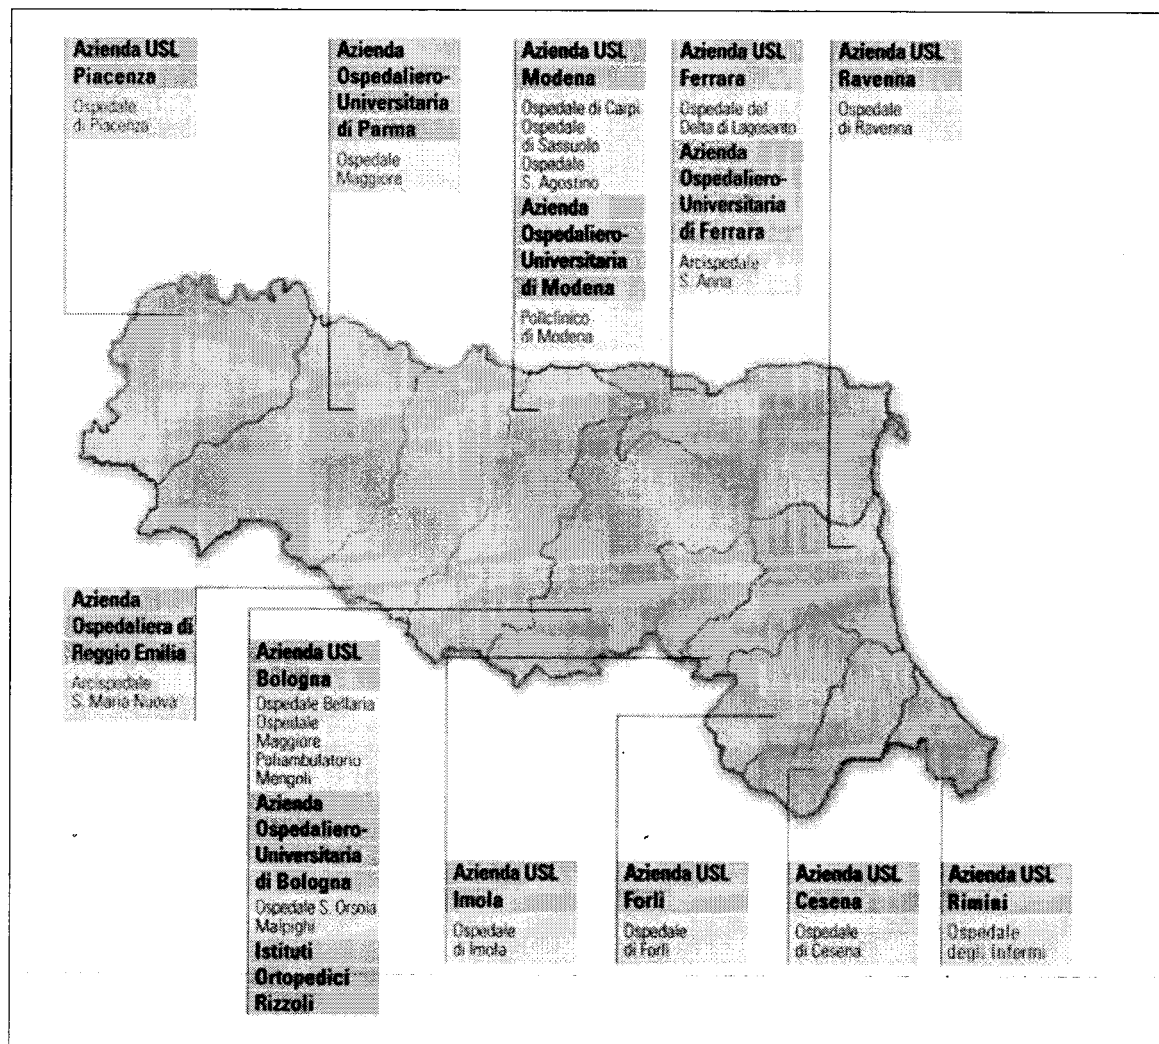 Azienda USL
Piacenza
Ospedale
di Piacenza
Azienda
Ospedaliero-
Universitaria
di Parma
Ospedale
Maggiore
Azienda USL
Modena
Ospedale di Carpi
Ospedale
di Sassuolo
Ospedale
S. Agostino
Azienda
Ospedaliero-
Universitaria
di Modena
Policlinico
di Modena
Azienda USL
Ferrara
Ospedale del
Delta di Lagosanto
Azienda
Ospedaliero-
Universitaria
di Ferrara
Arcispedale
S. Anna
Azienda USL
Ravenna
Ospedale
di Ravenna
Azienda
Ospedaliera di
Reggio Emilia
Arcispedale
S. Maria Nuova
Azienda USL
Bologna
Ospedale Bellaria
Ospedale
Maggiore
Poliambulatorio
Mengoli
Azienda
Ospedaliero-
Universitaria
di Bologna
Ospedale S. Orsola
Malpighi
Istituti
Ortopedici
Rizzoli
Azienda USL
Imola
Ospedale
di Imola
Azienda USL
Forlì
Ospedale
di Forlì
Azienda USL
Cesena
Ospedale
di Cesena
Azienda USL
Rimini
Ospedale
degli Infermi